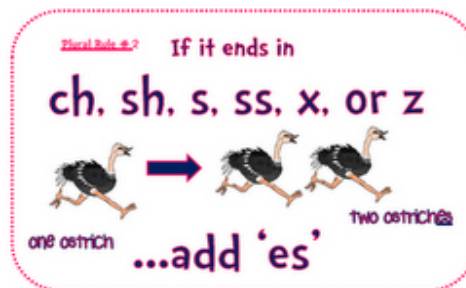 Plural Rule # 2
If it ends in
ch, sh, s, ss, x, or z
one ostrich
two ostriches
...add ‘es’